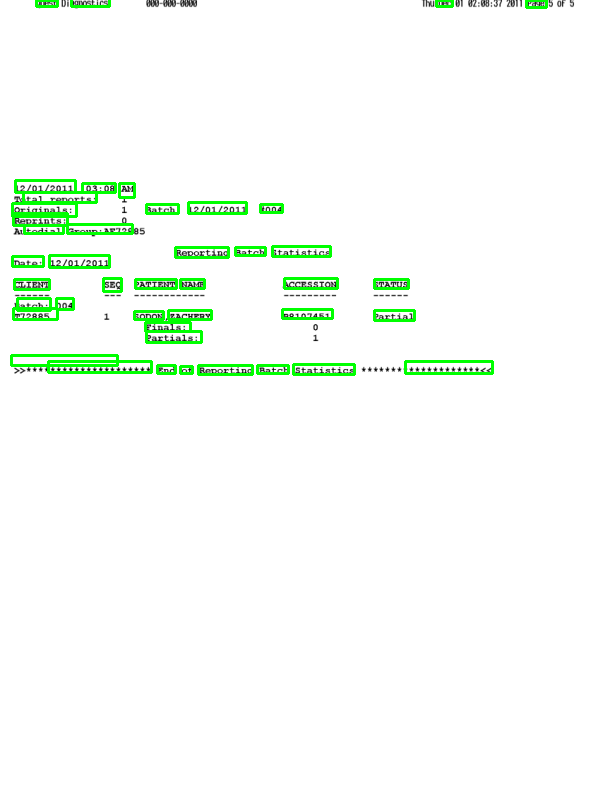 Quest Diagnostics 000-000-0000 Thu Dec 01 02:08:37 2011 Page: 5 of 5
12/01/2011 03:08 AM
Total reports: 1
Originals: 1 Batch 12/01/2011 #004
Reprints: 0
Autodial Group:AF72885
Reporting Batch Statistics
Date: 12/01/2011
CLIENT SEQ PATIENT NAME ACCESSION STATUS
------ --- ------------ --------- ------
Batch: 004
T72885 1 ZACHERY Partial
Finals: 0
Partials: 1
>>********************** End of Reporting Batch Statistics ********************<<